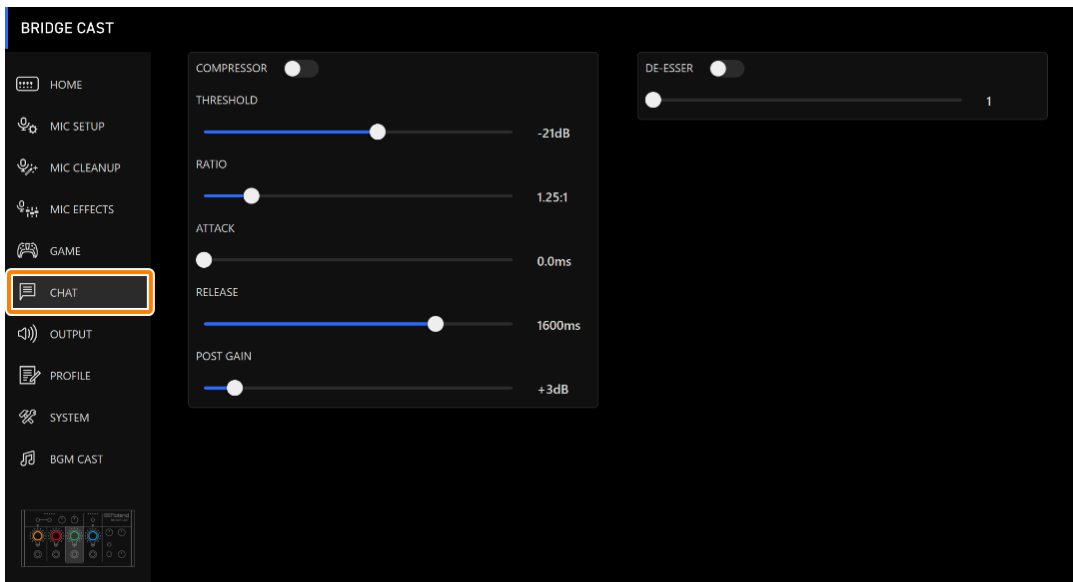 BRIDGE CAST
HOME
MIC SETUP
MIC CLEANUP
MIC EFFECTS
GAME
CHAT
OUTPUT
PROFILE
SYSTEM
BGM CAST
Roland
COMPRESSOR
THRESHOLD
-21dB
RATIO
1.25:1
ATTACK
0.0ms
RELEASE
1600ms
POST GAIN
+3dB
DE-ESSER
1